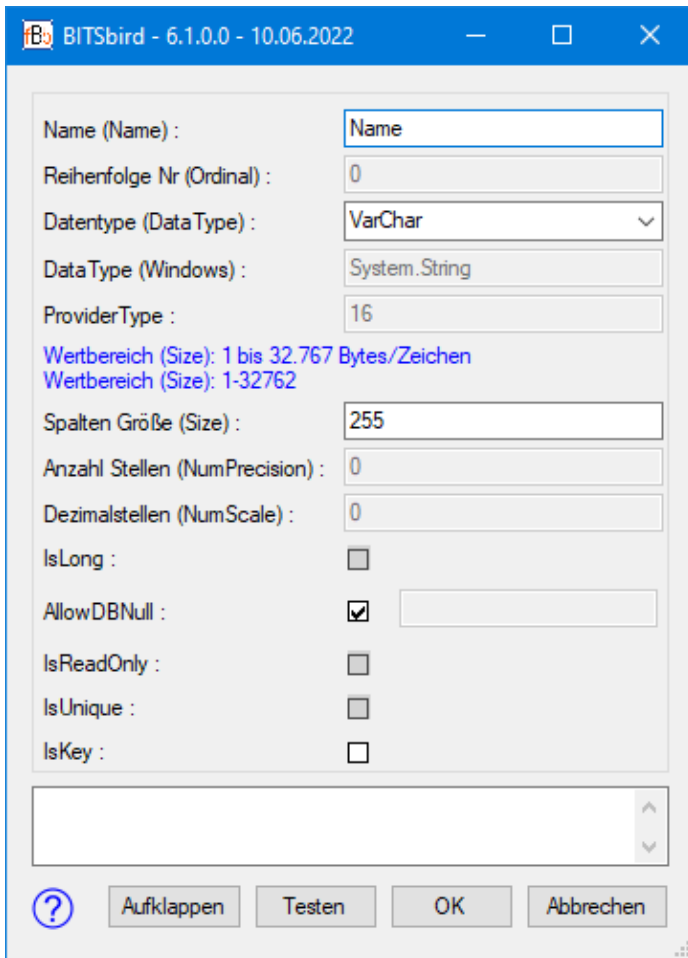 fBb BITSbird - 6.1.0.0 - 10.06.2022
Name (Name) : Name
Reihenfolge Nr (Ordinal) : 0
Datentype (DataType) : VarChar
DataType (Windows) : System.String
ProviderType : 16
Wertbereich (Size): 1 bis 32.767 Bytes/Zeichen
Wertbereich (Size): 1-32762
Spalten Größe (Size) : 255
Anzahl Stellen (NumPrecision) : 0
Dezimalstellen (NumScale) : 0
IsLong :
AllowDBNull :
IsReadOnly :
IsUnique :
IsKey :
? Aufklappen Testen OK Abbrechen